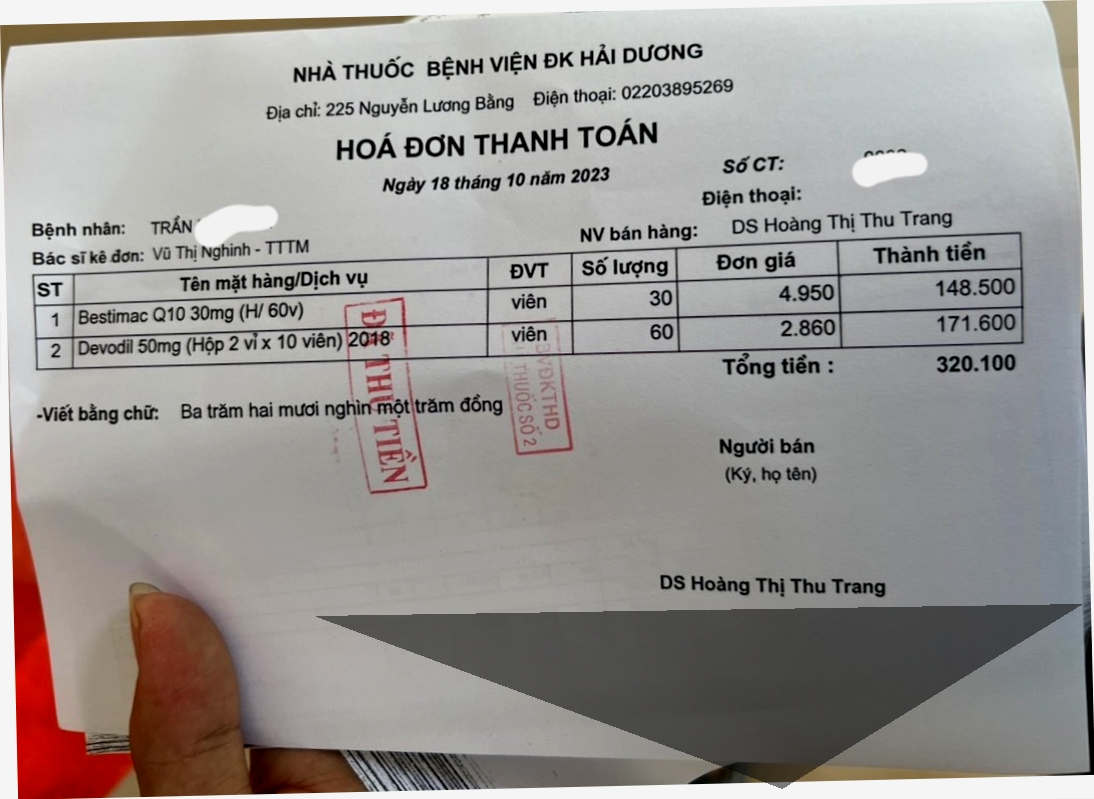 NHÀ THUỐC BỆNH VIỆN ĐK HẢI DƯƠNG
Địa chỉ: 225 Nguyễn Lương Bằng Điện thoại: 02203895269
HOÁ ĐƠN THANH TOÁN
Ngày 18 tháng 10 năm 2023
Số CT:
Điện thoại:
Bệnh nhân: TRẦN
Bác sĩ kê đơn: Vũ Thị Nghinh - TTTM
NV bán hàng: DS Hoàng Thị Thu Trang
ST Tên mặt hàng/Dịch vụ ĐVT Số lượng Đơn giá Thành tiền
1 Bestimac Q10 30mg (H/ 60v) viên 30 4.950 148.500
2 Devodil 50mg (Hộp 2 vỉ x 10 viên) 2018 viên 60 2.860 171.600
Tổng tiền : 320.100
-Viết bằng chữ: Ba trăm hai mươi nghìn một trăm đồng
ĐÃ THU TIỀN
BVĐKTHD
THUỐC SỐ 2
Người bán
(Ký, họ tên)
DS Hoàng Thị Thu Trang